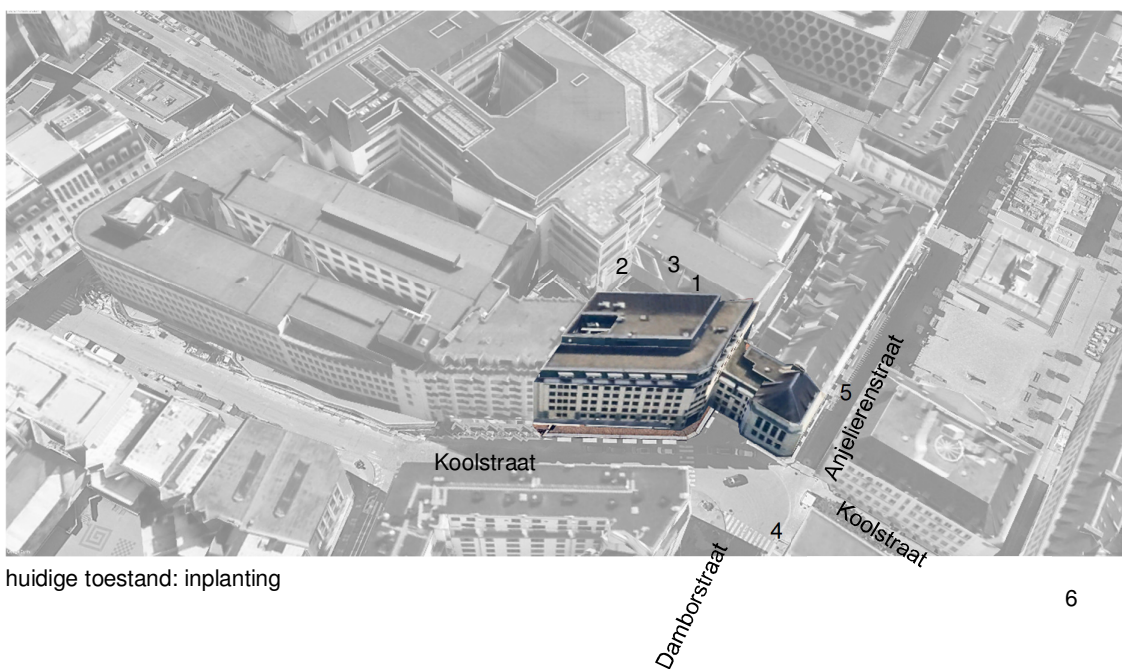 2
3
1
5
Anjelierenstraat
Koolstraat
Koolstraat
4
Damborstraat
huidige toestand: inplanting
6